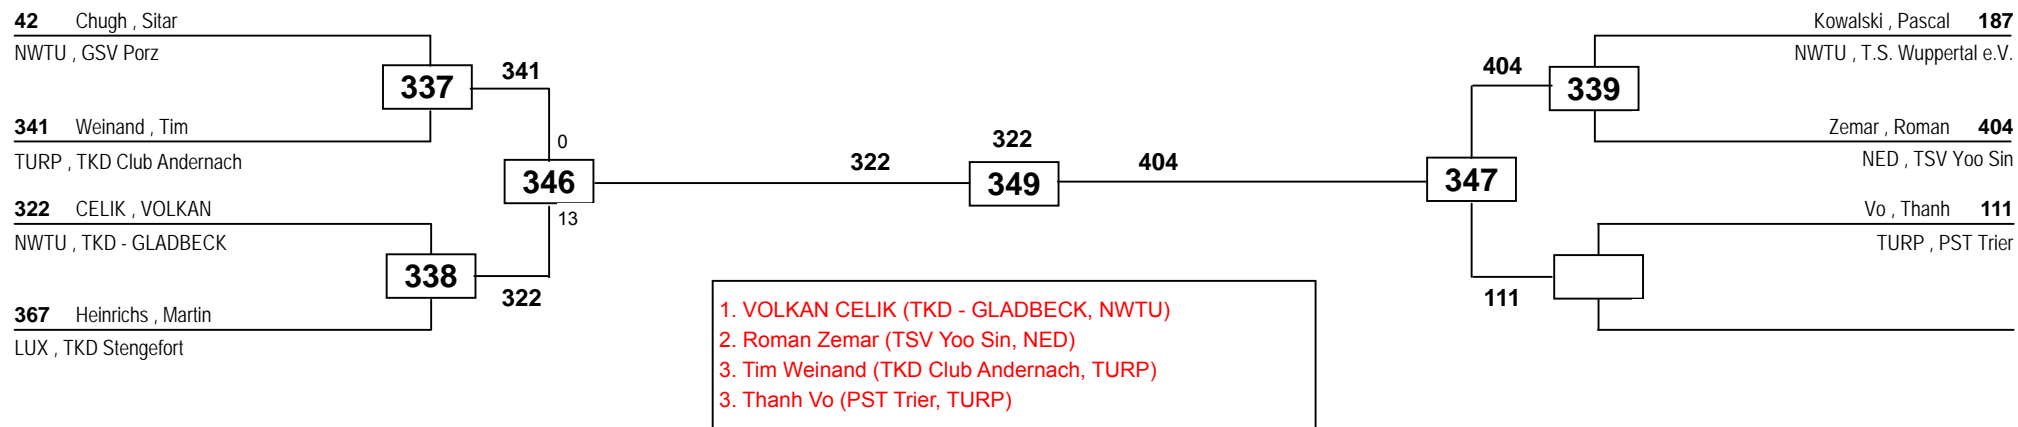 42 Chugh , Sitar
NWTU , GSV Porz
337
341
341 Weinand , Tim
TURP , TKD Club Andernach
0
346
13
322 CELIK , VOLKAN
NWTU , TKD - GLADBECK
338
322
367 Heinrichs , Martin
LUX , TKD Stengefort
322
322
349
404
Kowalski , Pascal 187
NWTU , T.S. Wuppertal e.V.
404
339
Zemar , Roman 404
NED , TSV Yoo Sin
347
Vo , Thanh 111
TURP , PST Trier
111
1. VOLKAN CELIK (TKD - GLADBECK, NWTU)
2. Roman Zemar (TSV Yoo Sin, NED)
3. Tim Weinand (TKD Club Andernach, TURP)
3. Thanh Vo (PST Trier, TURP)